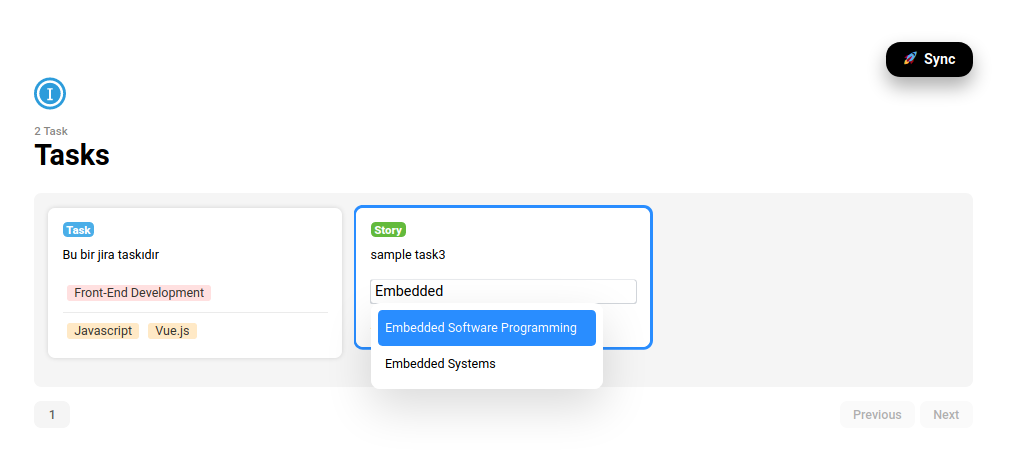 Sync
I
2 Task
Tasks
Task
Bu bir jira taskıdır
Front-End Development
Javascript Vue.js
Story
sample task3
Embedded
Embedded Software Programming
Embedded Systems
1
Previous Next